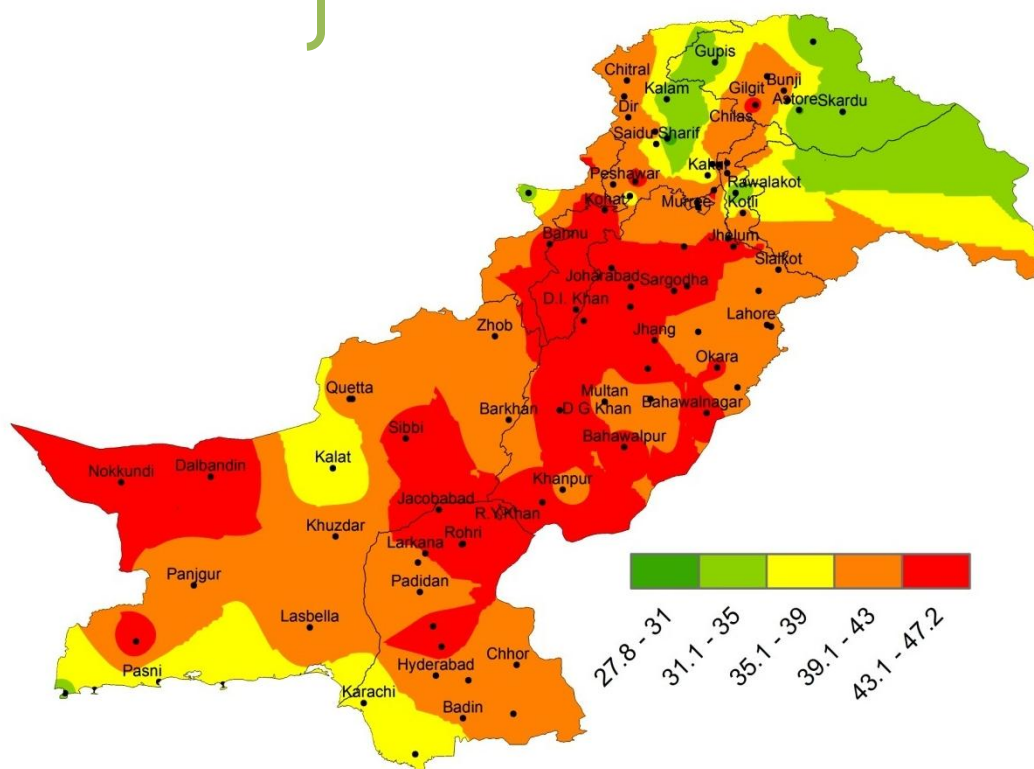 Gupis
Chitral
Bunji
Kalam
Gilgit
Astore
Skardu
Dir
Chilas
Saidu Sharif
Peshawar
Rawalakot
Kohat
Murree
Kotli
Bannu
Jhelum
Sialkot
Joharabad
Sargodha
D.I. Khan
Lahore
Zhob
Jhang
Okara
Quetta
Multan
Bahawalnagar
D.G.Khan
Barkhan
Sibbi
Bahawalpur
Kalat
Nokkundi
Dalbandin
Khanpur
Jacobabad
R.Y.Khan
Khuzdar
Rohri
Larkana
Panjgur
Padidan
Lasbella
Chhor
Pasni
Hyderabad
Karachi
Badin
27.8 - 31
31.1 - 35
35.1 - 39
39.1 - 43
43.1 - 47.2